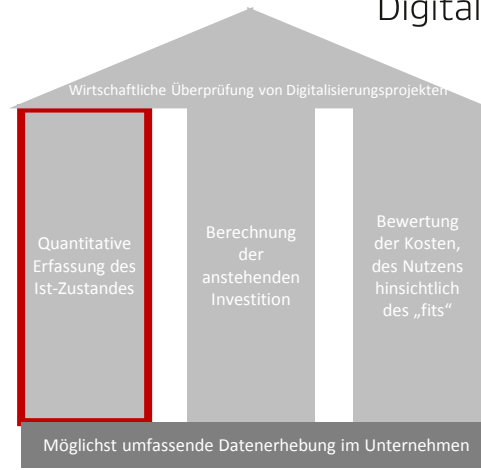 Digital
Wirtschaftliche Überprüfung von Digitalisierungsprojekten
Quantitative
Erfassung des
Ist-Zustandes
Berechnung
der
anstehenden
Investition
Bewertung
der Kosten,
des Nutzens
hinsichtlich
des „fits“
Möglichst umfassende Datenerhebung im Unternehmen